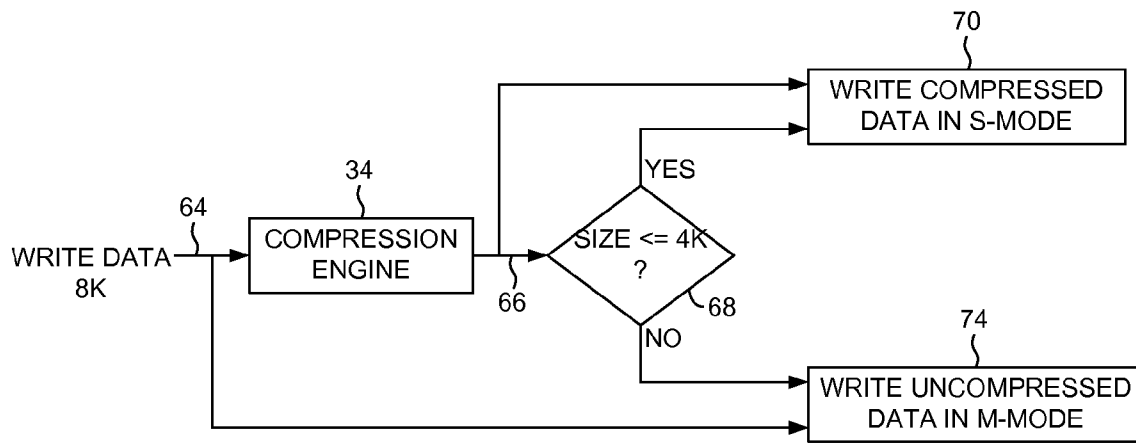 70
WRITE COMPRESSED
DATA IN S-MODE
34
YES
64
COMPRESSION
ENGINE
SIZE <= 4K
?
WRITE DATA
8K
66
68
NO
74
WRITE UNCOMPRESSED
DATA IN M-MODE